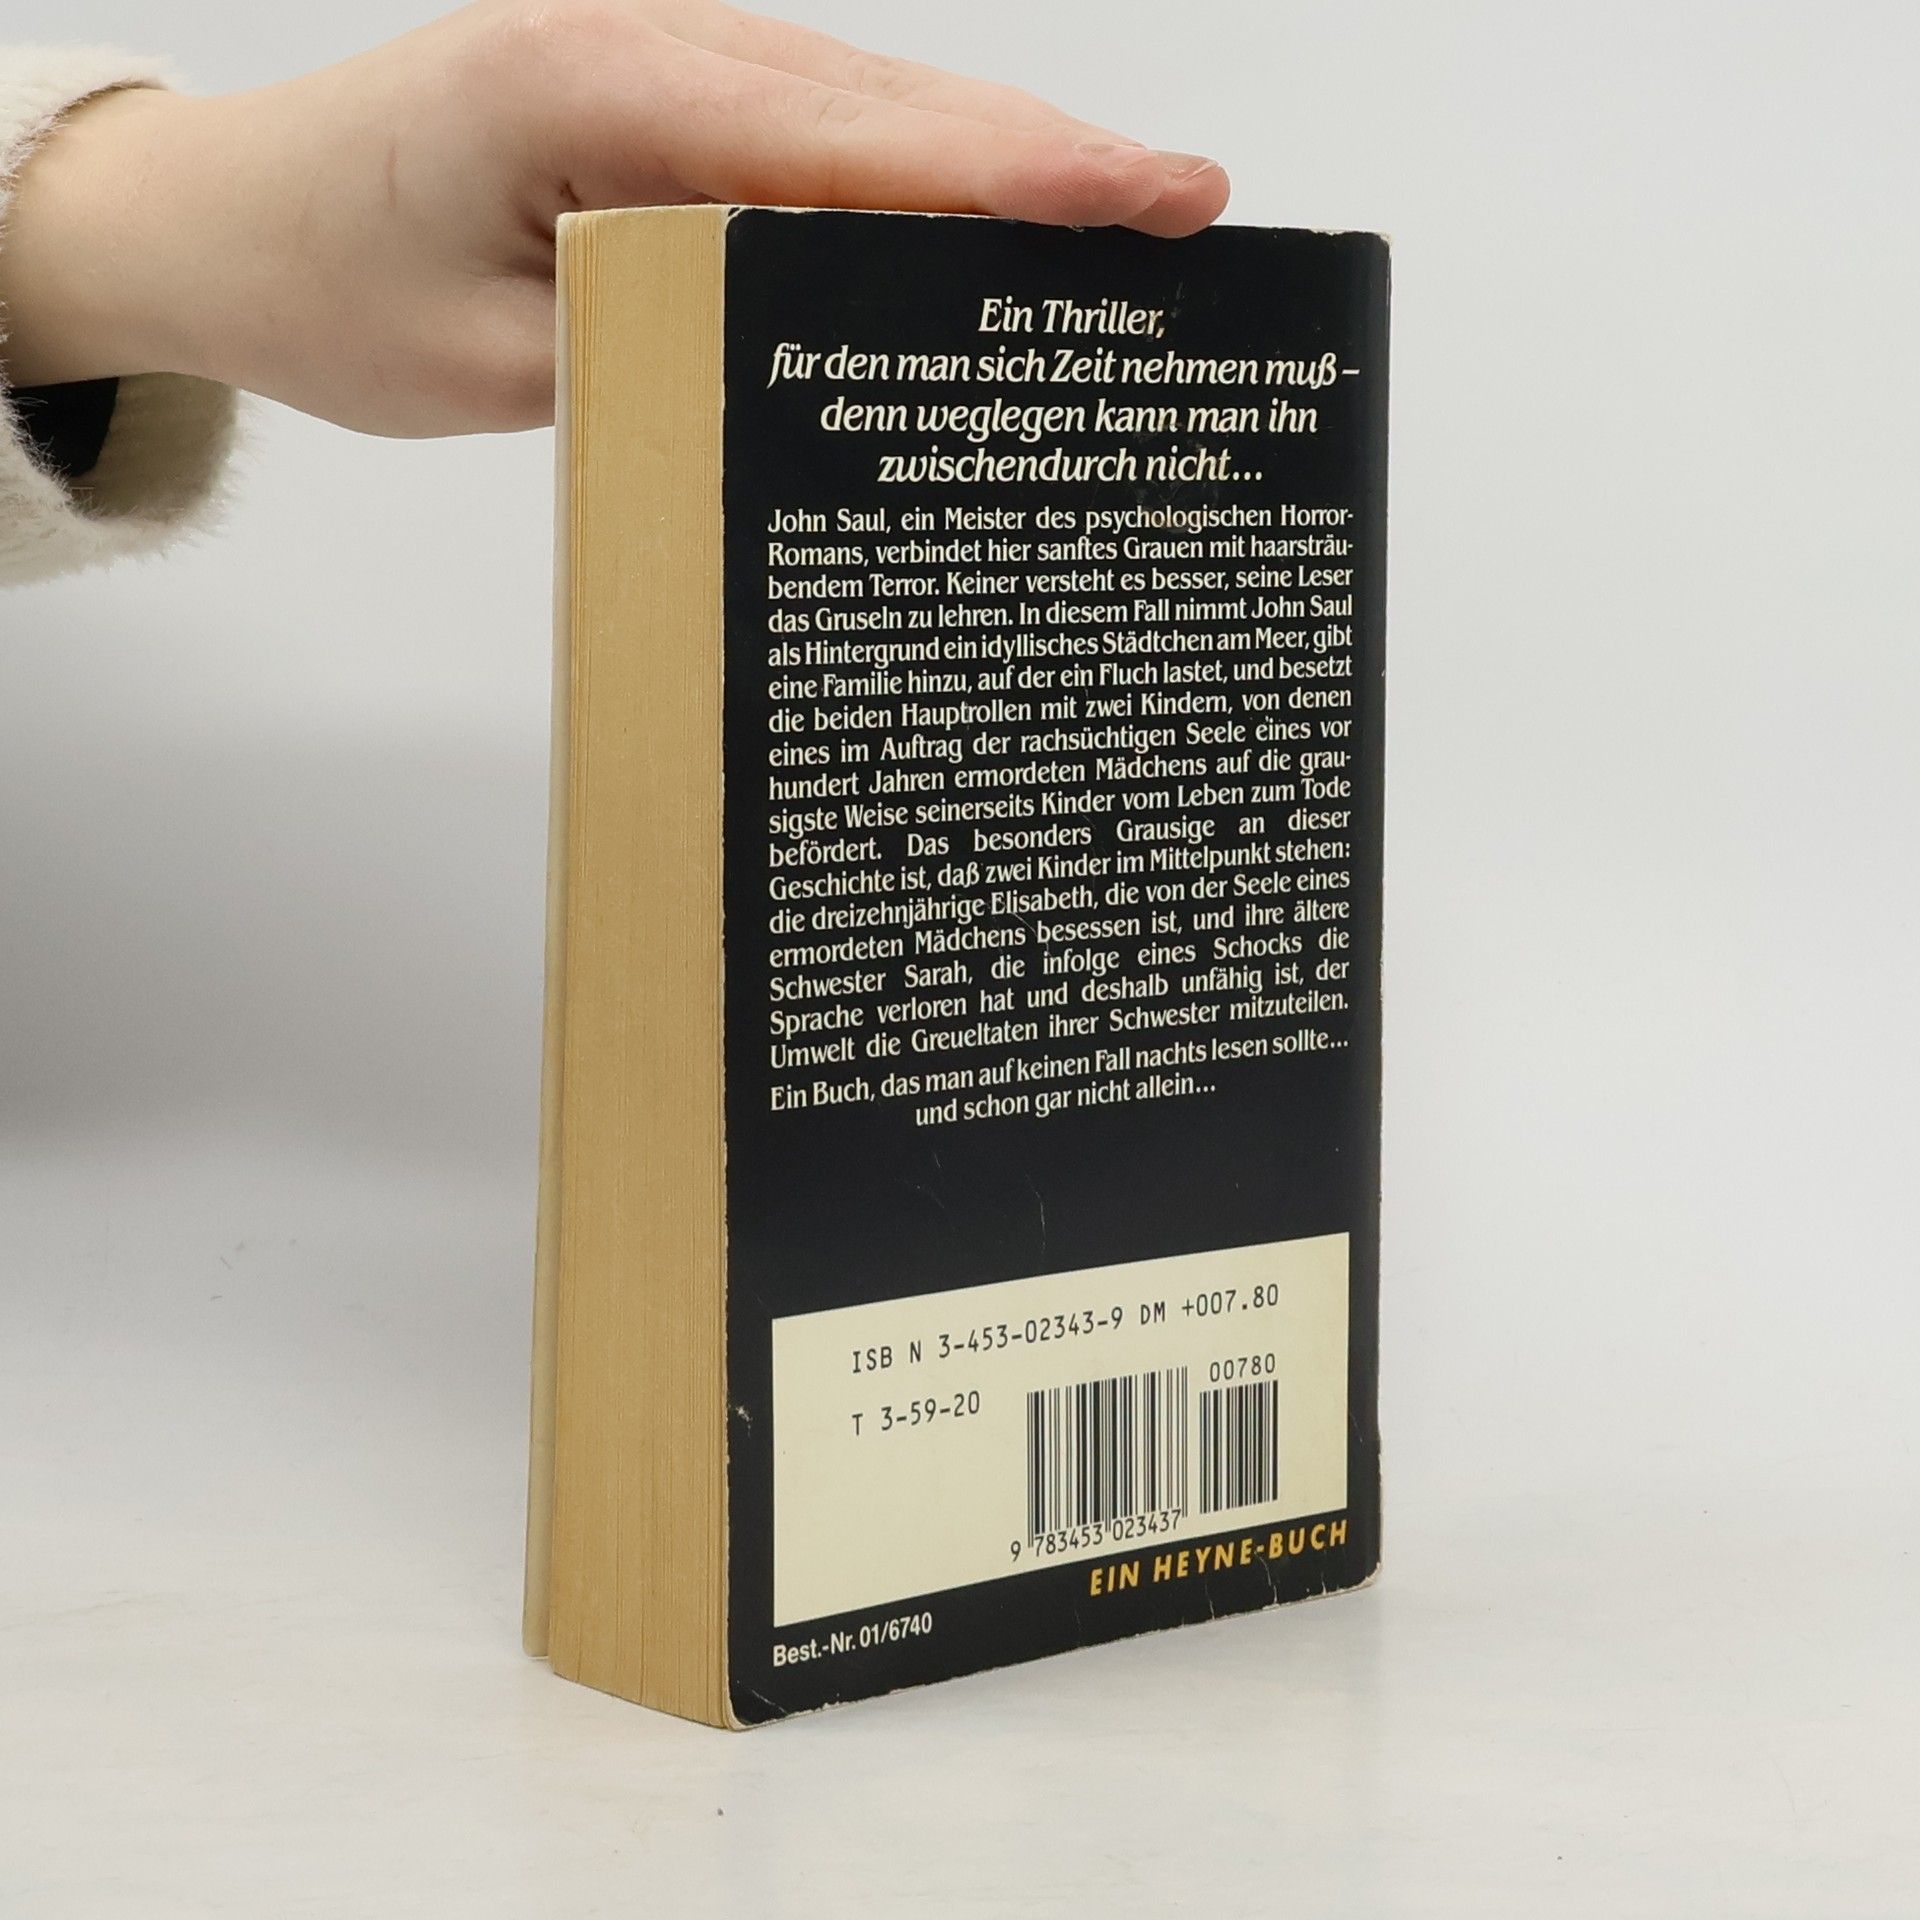 Ein Thriller,
für den man sich Zeit nehmen muß –
denn weglegen kann man ihn
zwischendurch nicht...
John Saul, ein Meister des psychologischen Horror-
Romans, verbindet hier sanftes Grauen mit haarsträu-
bendem Terror. Keiner versteht es besser, seine Leser
das Gruseln zu lehren. In diesem Fall nimmt John Saul
als Hintergrund ein idyllisches Städtchen am Meer, gibt
eine Familie hinzu, auf der ein Fluch lastet, und besetzt
die beiden Hauptrollen mit zwei Kindern, von denen
eines im Auftrag der rachsüchtigen Seele eines vor
hundert Jahren ermordeten Mädchens auf die grau-
sigste Weise seinerseits Kinder vom Leben zum Tode
befördert. Das besonders Grausige an dieser
Geschichte ist, daß zwei Kinder im Mittelpunkt stehen:
die dreizehnjährige Elisabeth, die von der Seele eines
ermordeten Mädchens besessen ist, und ihre ältere
Schwester Sarah, die infolge eines Schocks die
Sprache verloren hat und deshalb unfähig ist, der
Umwelt die Greueltaten ihrer Schwester mitzuteilen.
Ein Buch, das man auf keinen Fall nachts lesen sollte...
und schon gar nicht allein...
ISB N 3-453-02343-9 DM +007.80
00780
T 3-59-20
9 783453 023437
EIN HEYNE-BUCH
Best.-Nr. 01/6740